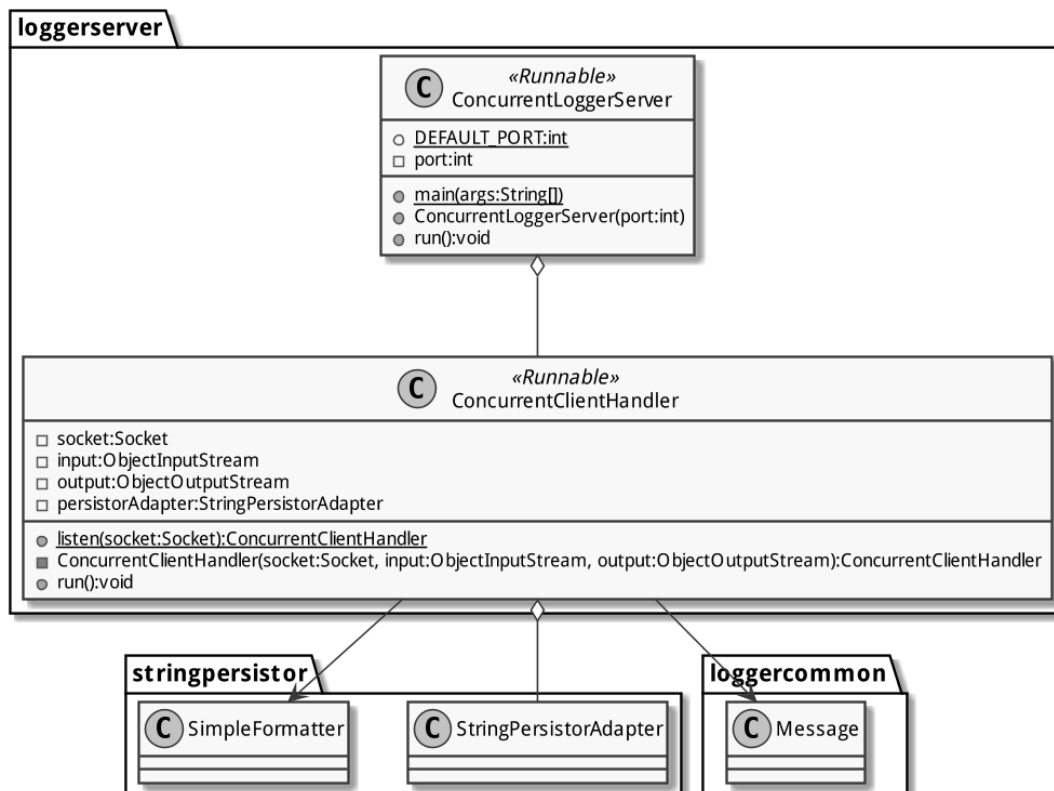 loggerserver
C
«Runnable»
ConcurrentLoggerServer
DEFAULT_PORT:int
port:int
main(args:String[])
ConcurrentLoggerServer(port:int)
run():void
C
«Runnable»
ConcurrentClientHandler
socket:Socket
input:ObjectInputStream
output:ObjectOutputStream
persistorAdapter:StringPersistorAdapter
listen(socket:Socket):ConcurrentClientHandler
ConcurrentClientHandler(socket:Socket, input:ObjectInputStream, output:ObjectOutputStream):ConcurrentClientHandler
run():void
stringpersistor
loggercommon
C SimpleFormatter
C StringPersistorAdapter
C Message